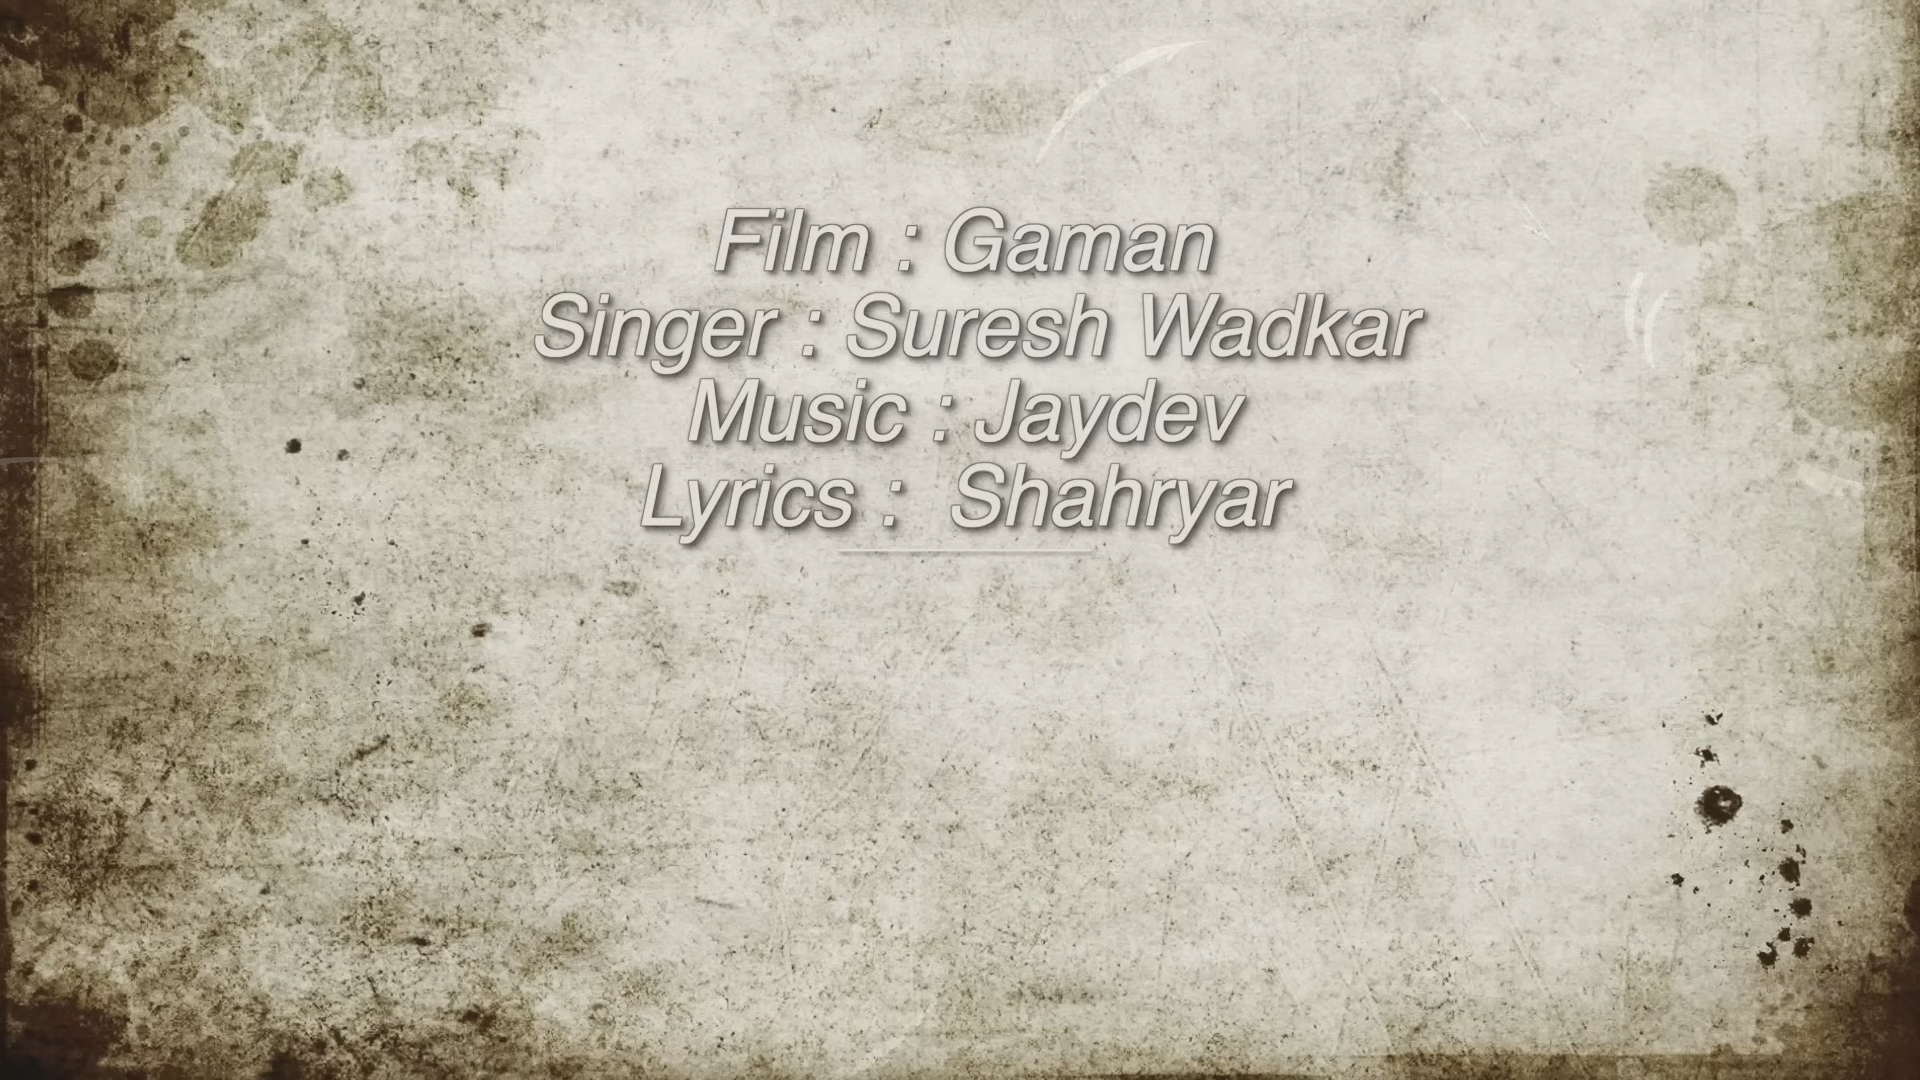 Film : Gaman
Singer : Suresh Wadkar
Music : Jaydev
Lyrics :  Shahryar